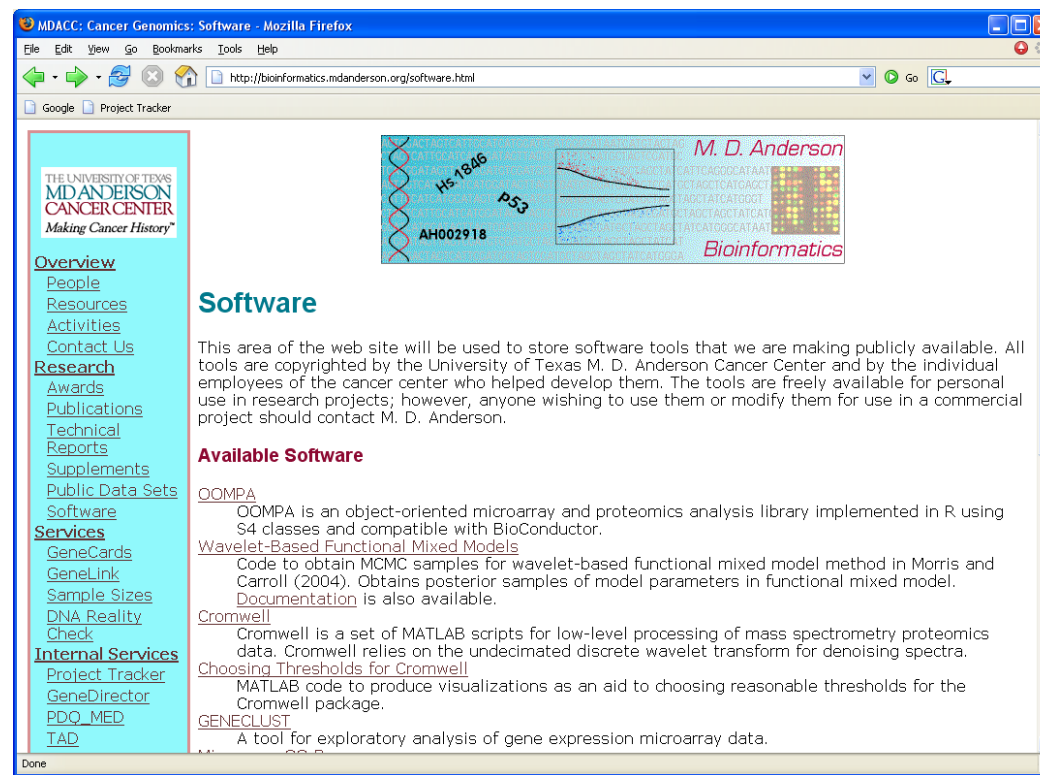 MDACC: Cancer Genomics: Software - Mozilla Firefox
File Edit View Go Bookmarks Tools Help
http://bioinformatics.mdanderson.org/software.html
Go
G
Google Project Tracker
THE UNIVERSITY OF TEXAS
MD ANDERSON
CANCER CENTER
Making Cancer History™
Overview
People
Resources
Activities
Contact Us
Research
Awards
Publications
Technical
Reports
Supplements
Public Data Sets
Software
Services
GeneCards
GeneLink
Sample Sizes
DNA Reality
Check
Internal Services
Project Tracker
GeneDirector
PDQ_MED
TAD
Hs.1846
p53
AH002918
M. D. Anderson
Bioinformatics
Software
This area of the web site will be used to store software tools that we are making publicly available. All
tools are copyrighted by the University of Texas M. D. Anderson Cancer Center and by the individual
employees of the cancer center who helped develop them. The tools are freely available for personal
use in research projects; however, anyone wishing to use them or modify them for use in a commercial
project should contact M. D. Anderson.
Available Software
OOMPA
OOMPA is an object-oriented microarray and proteomics analysis library implemented in R using
S4 classes and compatible with BioConductor.
Wavelet-Based Functional Mixed Models
Code to obtain MCMC samples for wavelet-based functional mixed model method in Morris and
Carroll (2004). Obtains posterior samples of model parameters in functional mixed model.
Documentation is also available.
Cromwell
Cromwell is a set of MATLAB scripts for low-level processing of mass spectrometry proteomics
data. Cromwell relies on the undecimated discrete wavelet transform for denoising spectra.
Choosing Thresholds for Cromwell
MATLAB code to produce visualizations as an aid to choosing reasonable thresholds for the
Cromwell package.
GENECLUST
A tool for exploratory analysis of gene expression microarray data.
Done